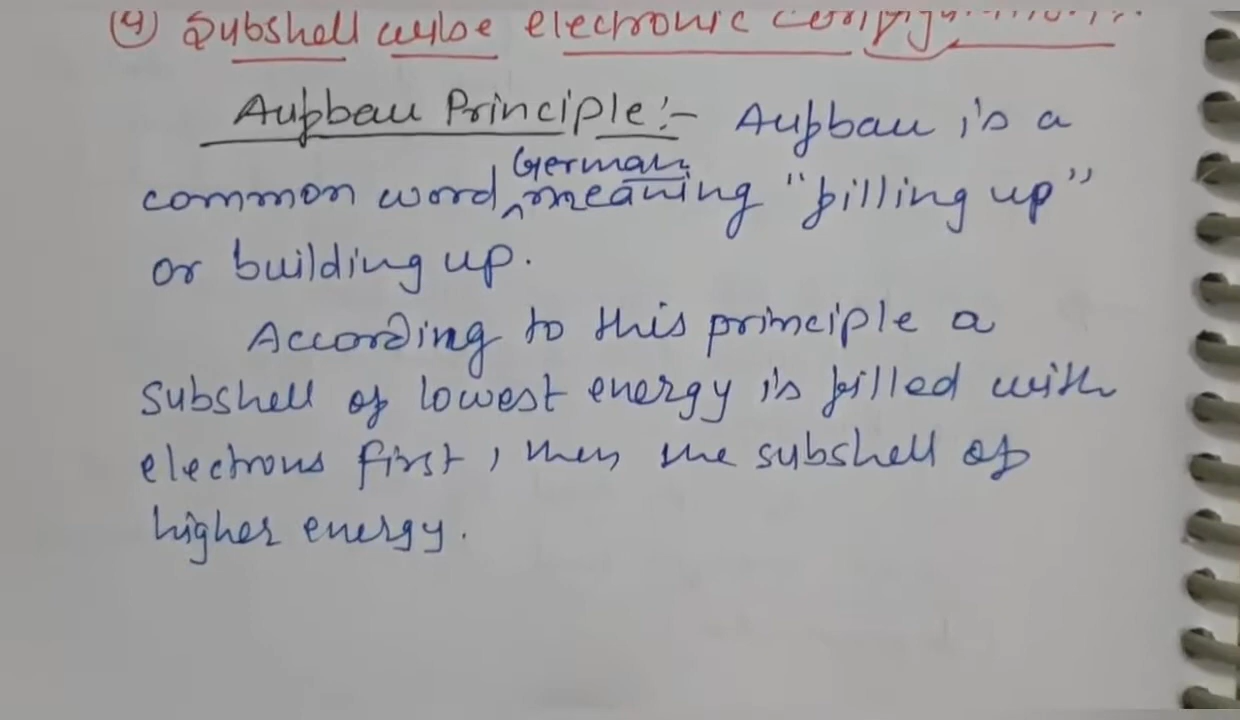 (4) Subshell wise electronic Configuration:
Aufbau Principle:- Aufbau is a
German
common word, meaning "filling up"
or building up.
According to this principle a
subshell of lowest energy is filled with
electrons first, then the subshell of
higher energy.